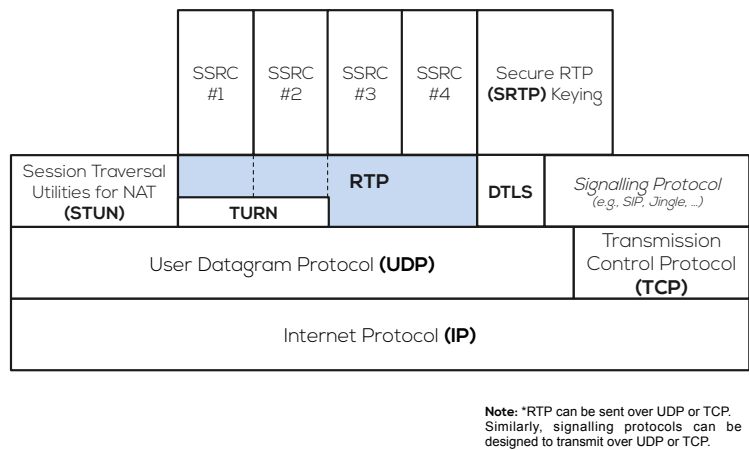 SSRC
#1
SSRC
#2
SSRC
#3
SSRC
#4
Secure RTP
(SRTP) Keying
Session Traversal
Utilities for NAT
(STUN)
RTP
TURN
DTLS
Signalling Protocol
(e.g., SIP, Jingle, ...)
User Datagram Protocol (UDP)
Transmission
Control Protocol
(TCP)
Internet Protocol (IP)
Note: *RTP can be sent over UDP or TCP.
Similarly, signalling protocols can be
designed to transmit over UDP or TCP.